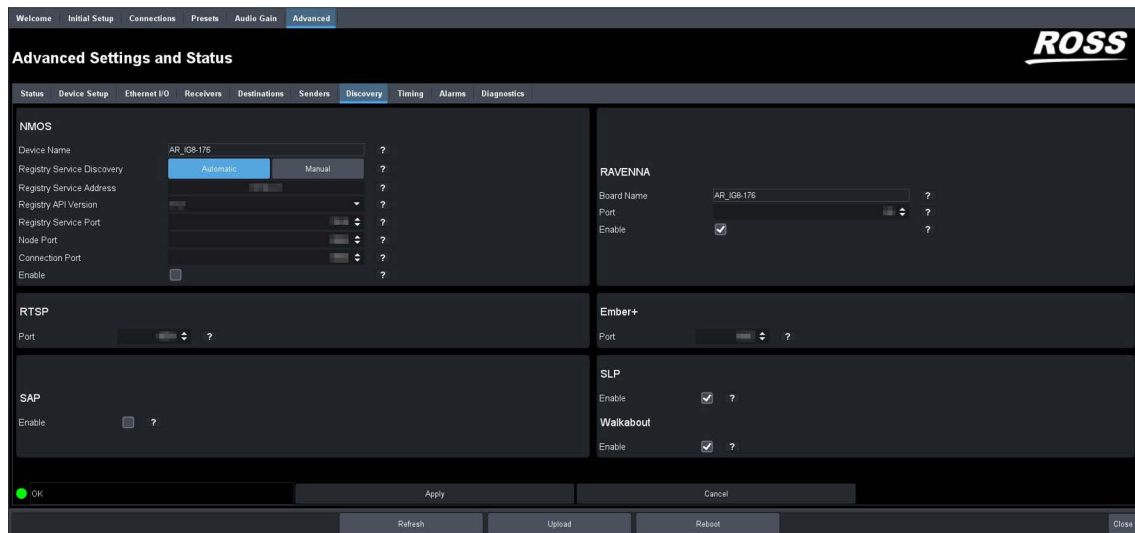 Welcome Initial Setup Connections Presets Audio Gain Advanced
ROSS
Advanced Settings and Status
Status Device Setup Ethernet I/O Receivers Destinations Senders Discovery Timing Alarms Diagnostics
NMOS
Device Name AR_IG8-176 ?
Registry Service Discovery Automatic Manual ?
Registry Service Address ?
Registry API Version ?
Registry Service Port ?
Node Port ?
Connection Port ?
Enable ?
RAVENNA
Board Name AR_IG8-176 ?
Port ?
Enable ?
RTSP
Port ?
Ember+
Port ?
SAP
Enable ?
SLP
Enable ?
Walkabout
Enable ?
OK Apply Cancel
Refresh Upload Reboot Close